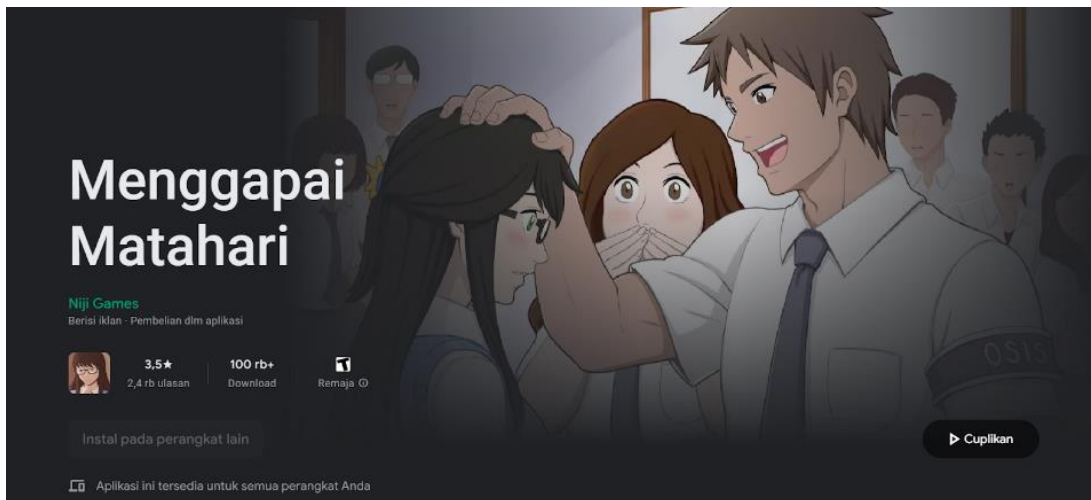 Menggapai
Matahari
Niji Games
Berisi iklan · Pembelian dlm aplikasi
3,5★
2,4 rb ulasan
100 rb+
Download
T
Remaja
Instal pada perangkat lain
Cuplikan
Aplikasi ini tersedia untuk semua perangkat Anda
OSIS